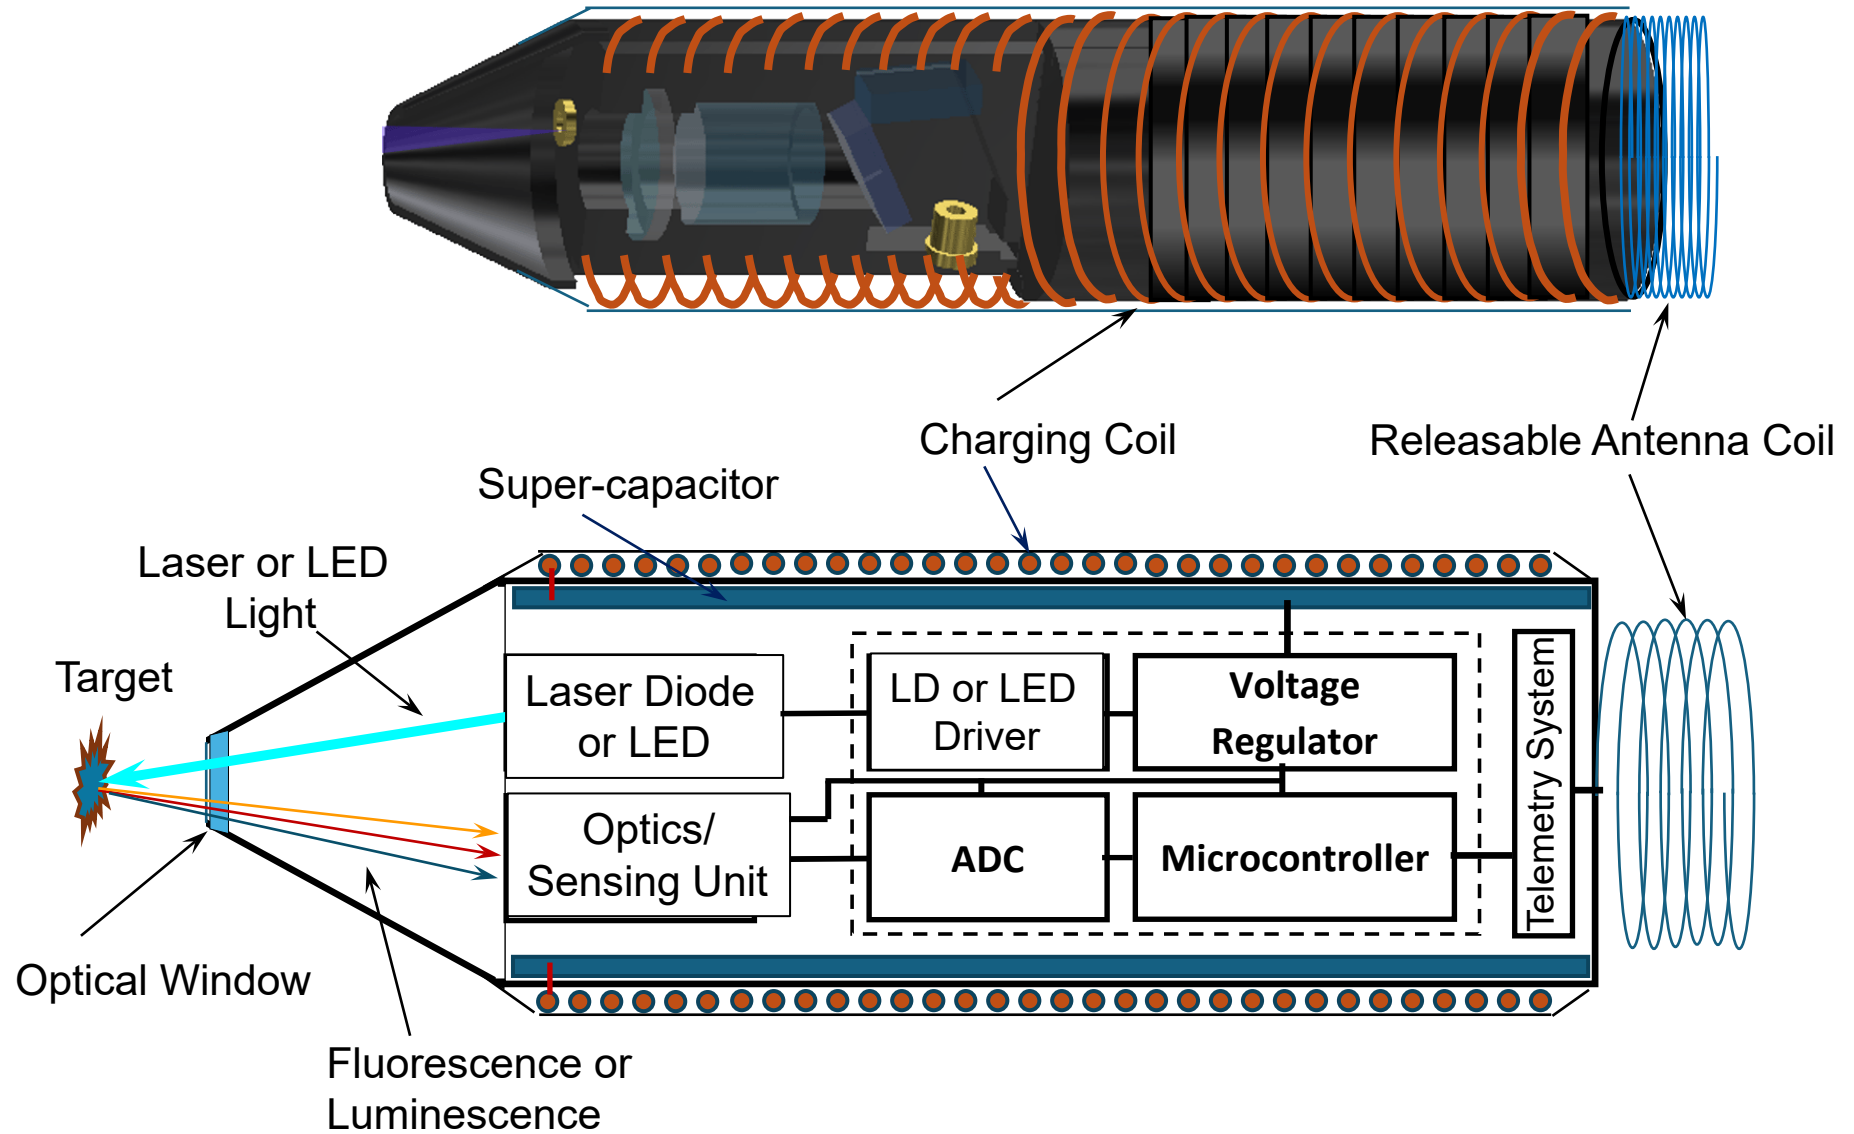 Charging Coil
Releasable Antenna Coil
Super-capacitor
Laser or LED
Light
Target
Laser Diode
or LED
LD or LED
Driver
Voltage
Regulator
Telemetry System
Optics/
Sensing Unit
ADC
Microcontroller
Optical Window
Fluorescence or
Luminescence